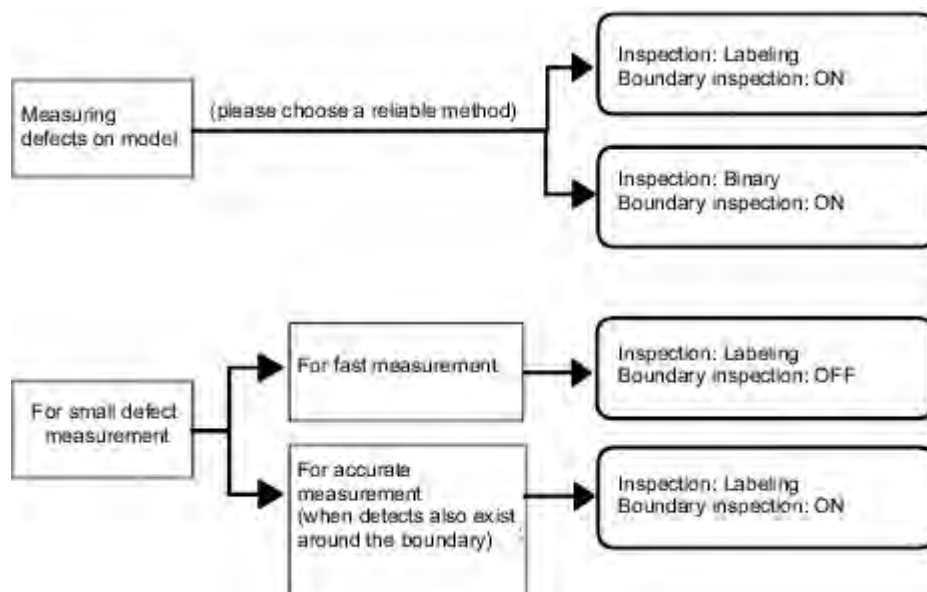 Inspection: Labeling
Boundary inspection: ON
Measuring
defects on model
(please choose a reliable method)
Inspection: Binary
Boundary inspection: ON
For small defect
measurement
For fast measurement
Inspection: Labeling
Boundary inspection: OFF
For accurate
measurement
(when detects also exist
around the boundary)
Inspection: Labeling
Boundary inspection: ON